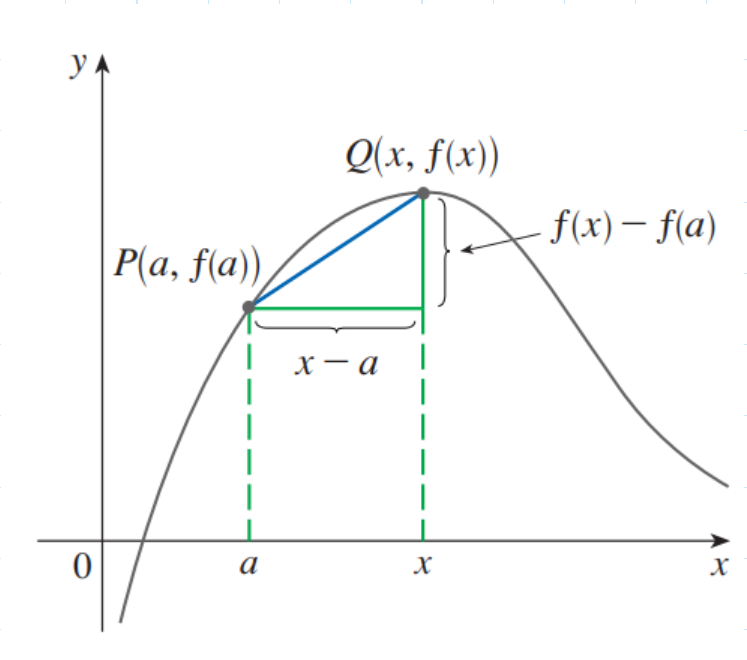 y
Q(x, f(x))
f(x) − f(a)
P(a, f(a))
x − a
0
a
x
x